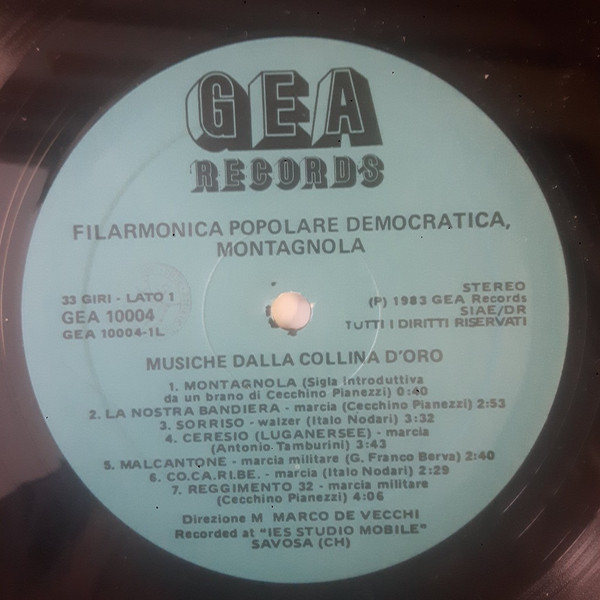 GEA
RECORDS
FILARMONICA POPOLARE DEMOCRATICA,
MONTAGNOLA
33 GIRI - LATO 1
GEA 10004
GEA 10004-1L
STEREO
(P) 1983 GEA Records
SIAE/DR
TUTTI I DIRITTI RISERVATI
MUSICHE DALLA COLLINA D'ORO
1. MONTAGNOLA (Sigla introduttiva
da un brano di Cecchino Pianezzi) 0:40
2. LA NOSTRA BANDIERA - marcia (Cecchino Pianezzi) 2:53
3. SORRISO - walzer (Italo Nodari) 3:32
4. CERESIO (LUGANERSEE) - marcia
(Antonio Tamburini) 3:43
5. MALCANTONE - marcia militare (G. Franco Berva) 2:40
6. CO.CA.RI.BE. - marcia (Italo Nodari) 2:29
7. REGGIMENTO 32 - marcia militare
(Cecchino Pianezzi) 4:06
Direzione M MARCO DE VECCHI
Recorded at "IES STUDIO MOBILE"
SAVOSA (CH)